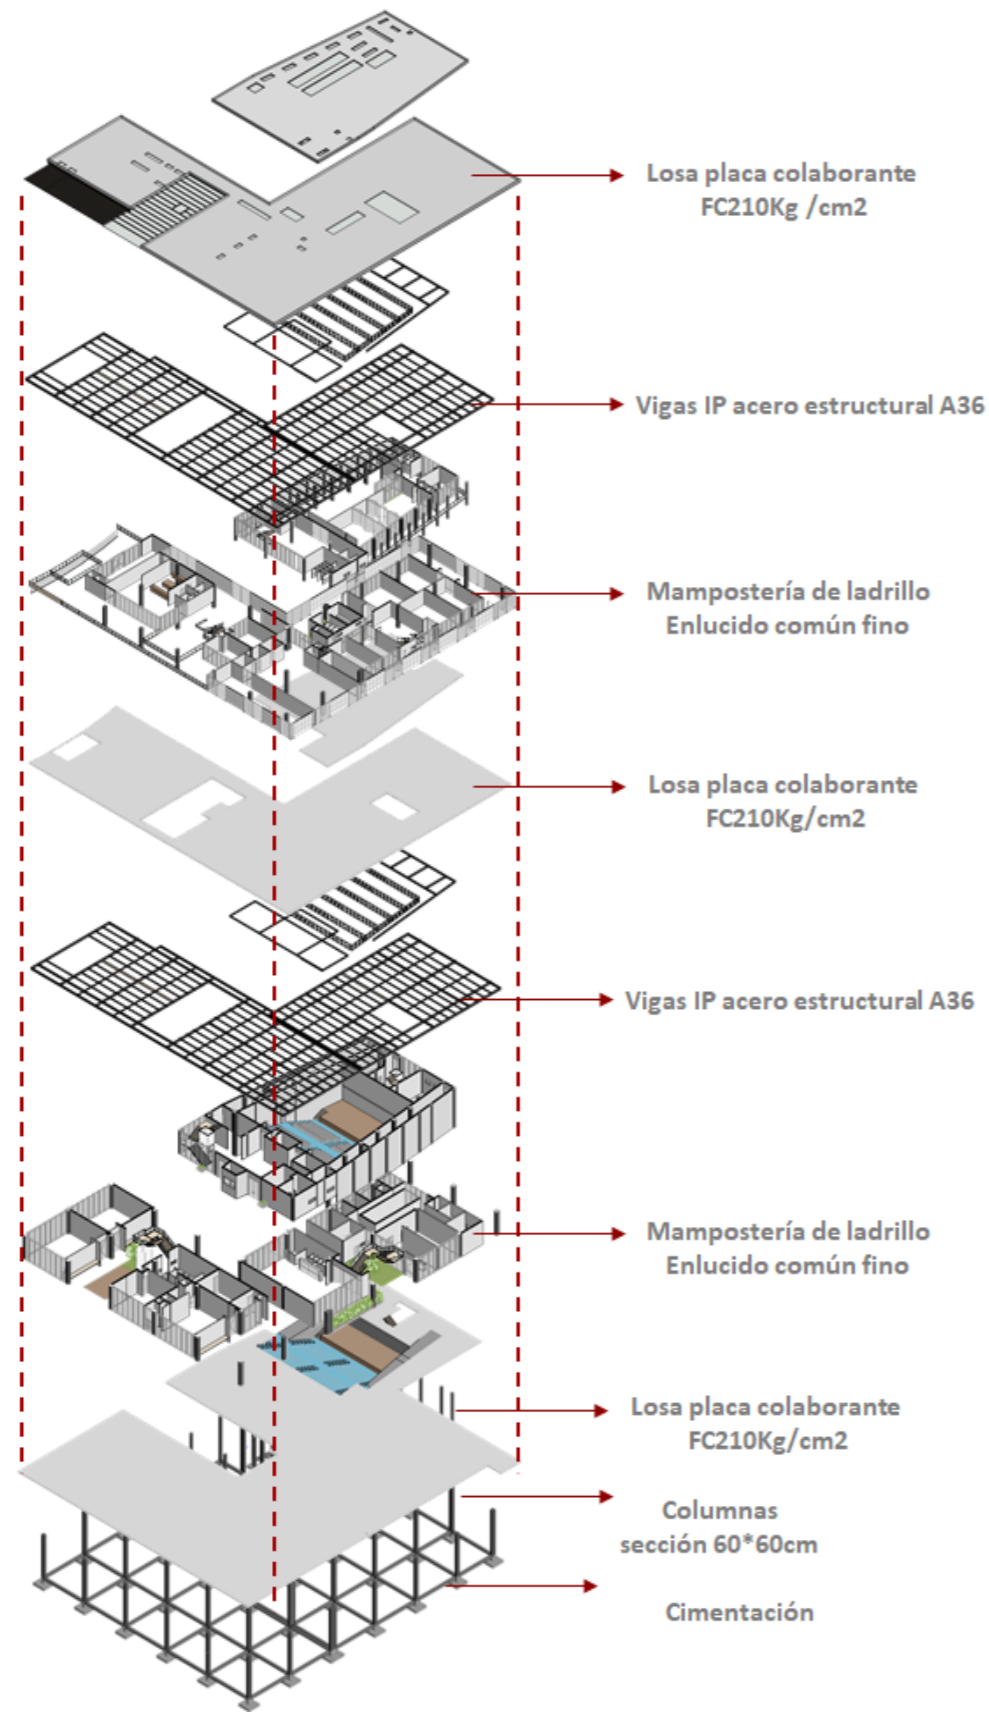 Losa placa colaborante
FC210Kg /cm2
Vigas IP acero estructural A36
Mampostería de ladrillo
Enlucido común fino
Losa placa colaborante
FC210Kg/cm2
Vigas IP acero estructural A36
Mampostería de ladrillo
Enlucido común fino
Losa placa colaborante
FC210Kg/cm2
Columnas
sección 60*60cm
Cimentación